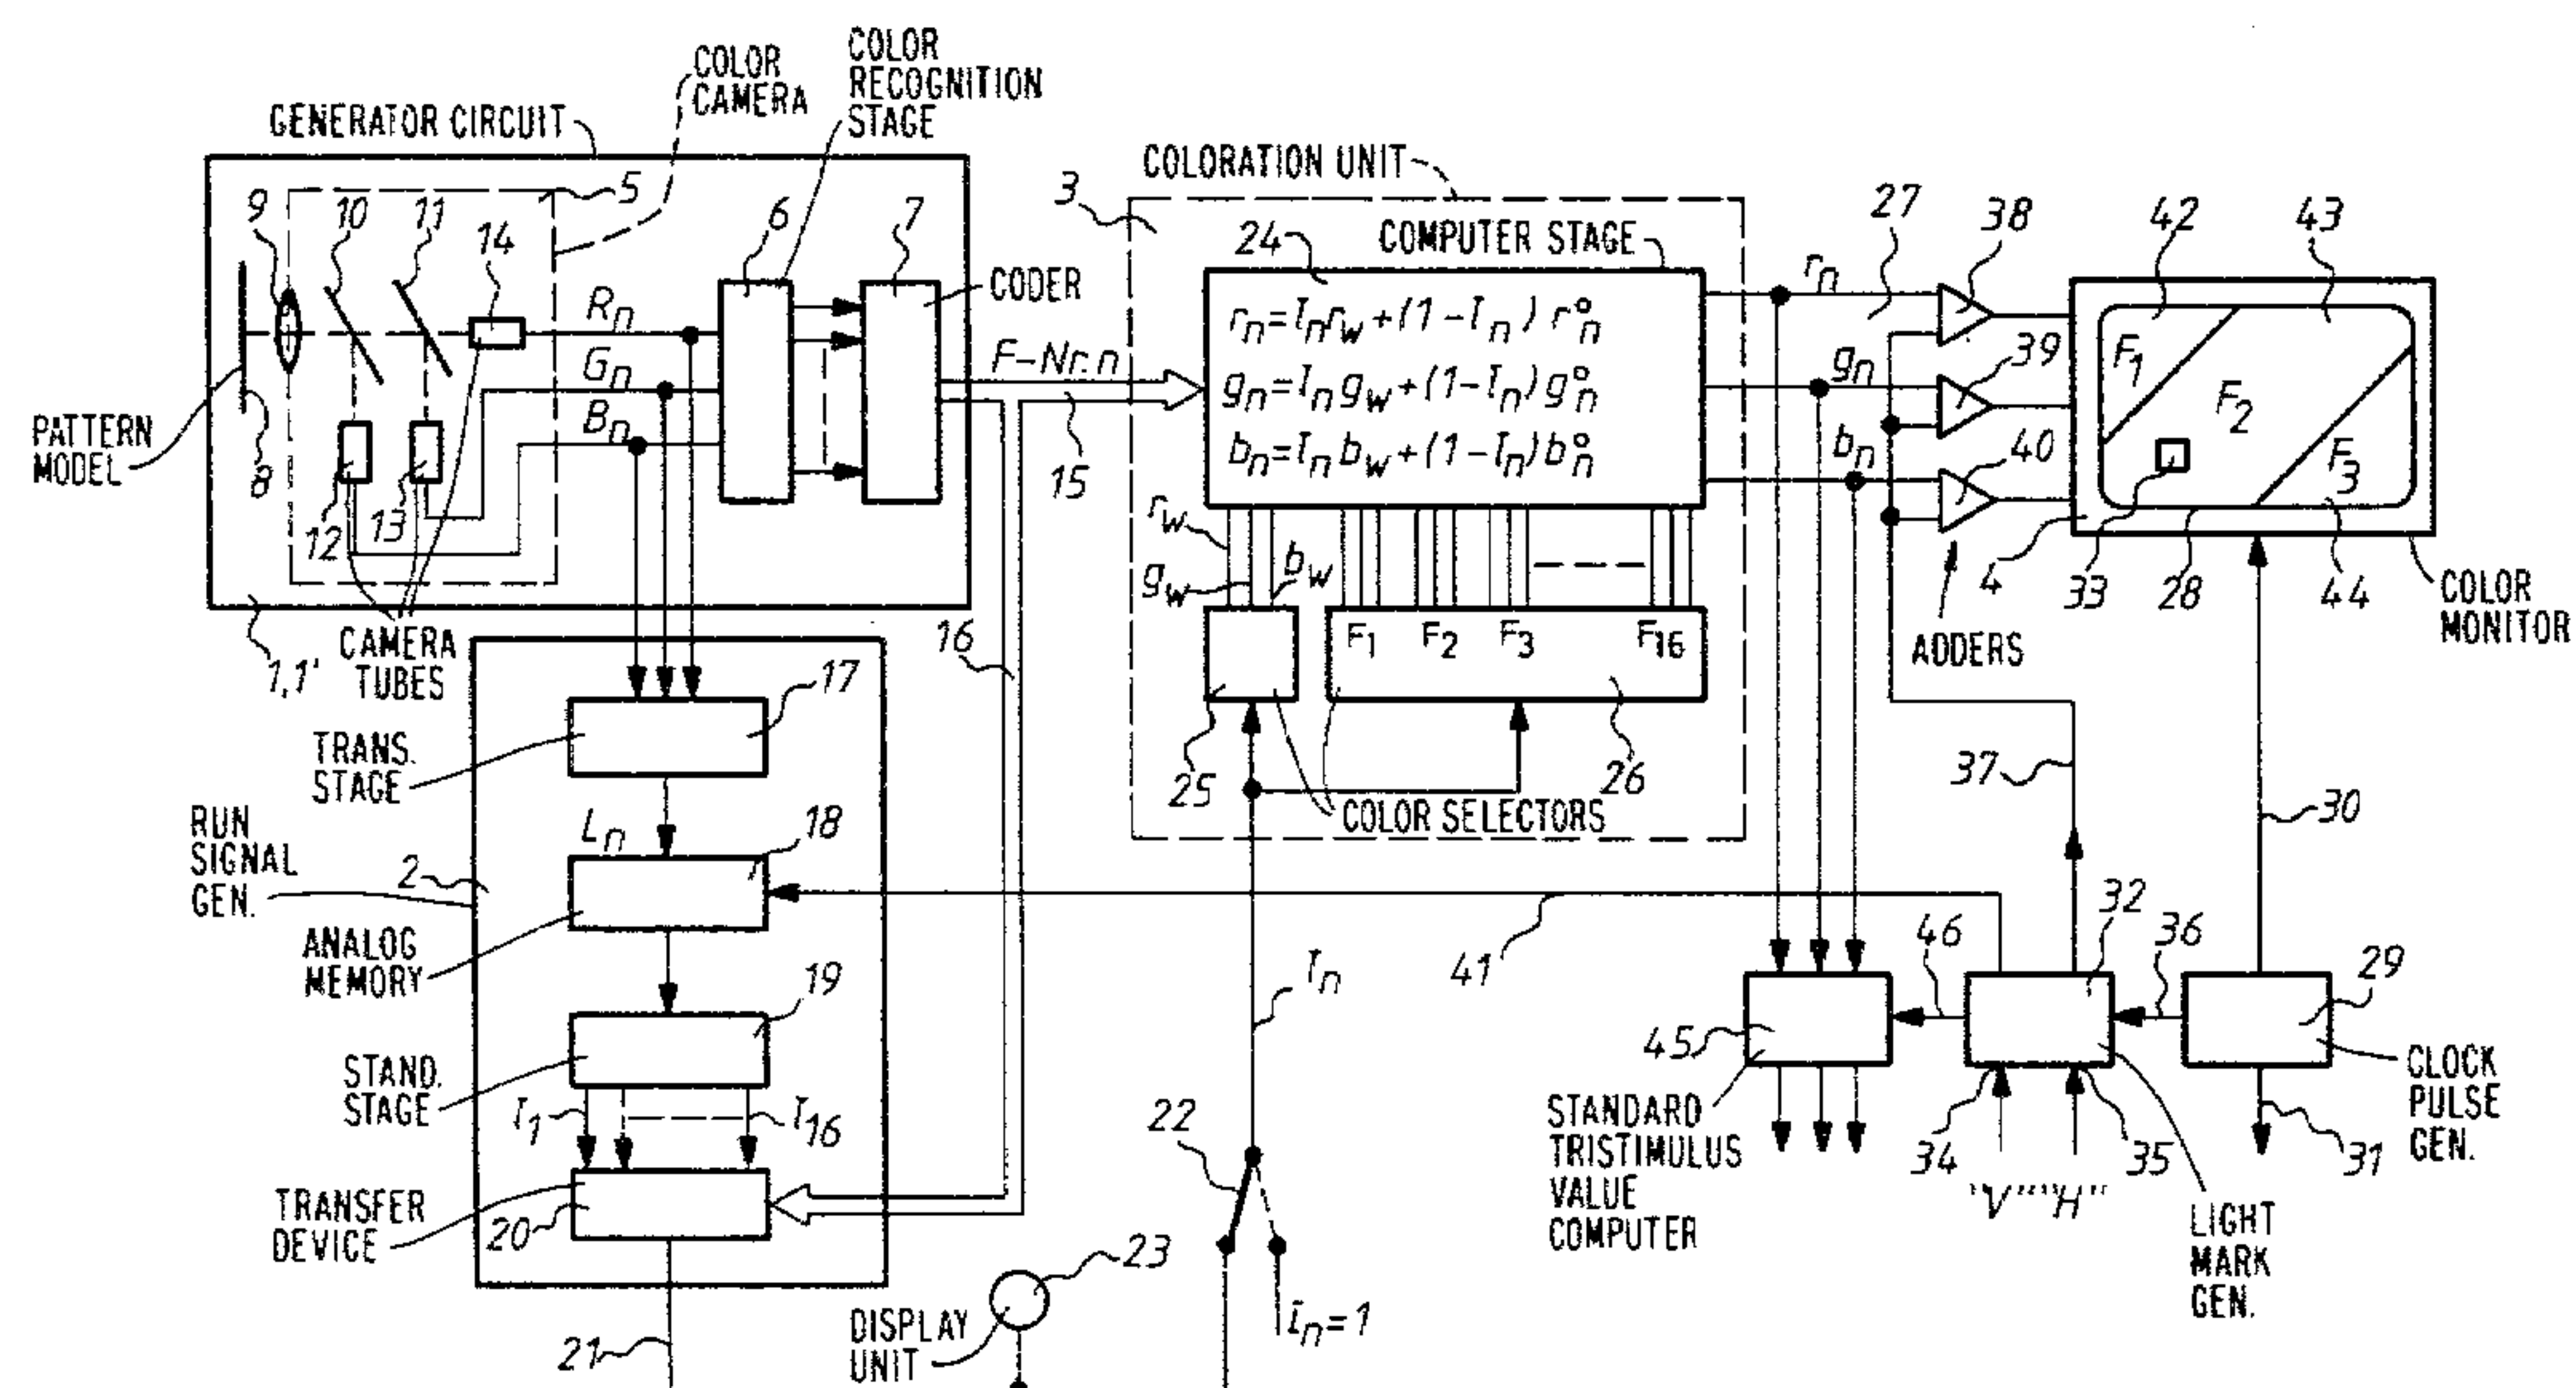 COLOR
CAMERA
COLOR
RECOGNITION
STAGE
GENERATOR CIRCUIT
5
9
10
11
14
6
7
CODER
Rn
Gn
Bn
PATTERN
MODEL
8
12
13
CAMERA
TUBES
1,1'
F-Nr. n
15
16
COLORATION UNIT
3
24
COMPUTER STAGE
rn=Inrw+(1-In) r°n
gn=Ingw+(1-In)g°n
bn=Inbw+(1-In)b°n
rw
gw
bw
F1 F2 F3 F16
25
26
COLOR SELECTORS
rn
gn
bn
27
38
39
40
ADDERS
42
43
F1
F2
F3
4
33
28
44
COLOR
MONITOR
37
30
17
TRANS.
STAGE
Ln
18
RUN
SIGNAL
GEN.
2
ANALOG
MEMORY
19
STAND.
STAGE
I1
I16
TRANSFER
DEVICE
20
21
41
In
22
In=1
23
DISPLAY
UNIT
45
46
32
36
29
STANDARD
TRISTIMULUS
VALUE
COMPUTER
34
35
"V" "H"
LIGHT
MARK
GEN.
31
CLOCK
PULSE
GEN.